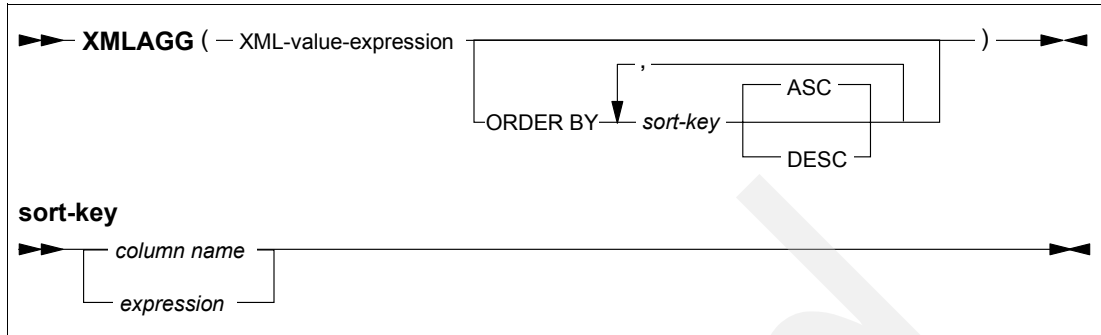 XMLAGG ( XML-value-expression )
,
ASC
ORDER BY sort-key
DESC
sort-key
column name
expression